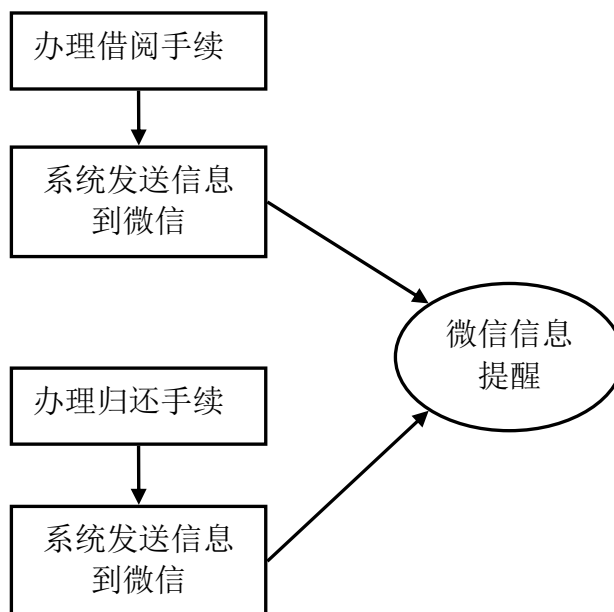 办理借阅手续
系统发送信息
到微信
微信信息
提醒
办理归还手续
系统发送信息
到微信